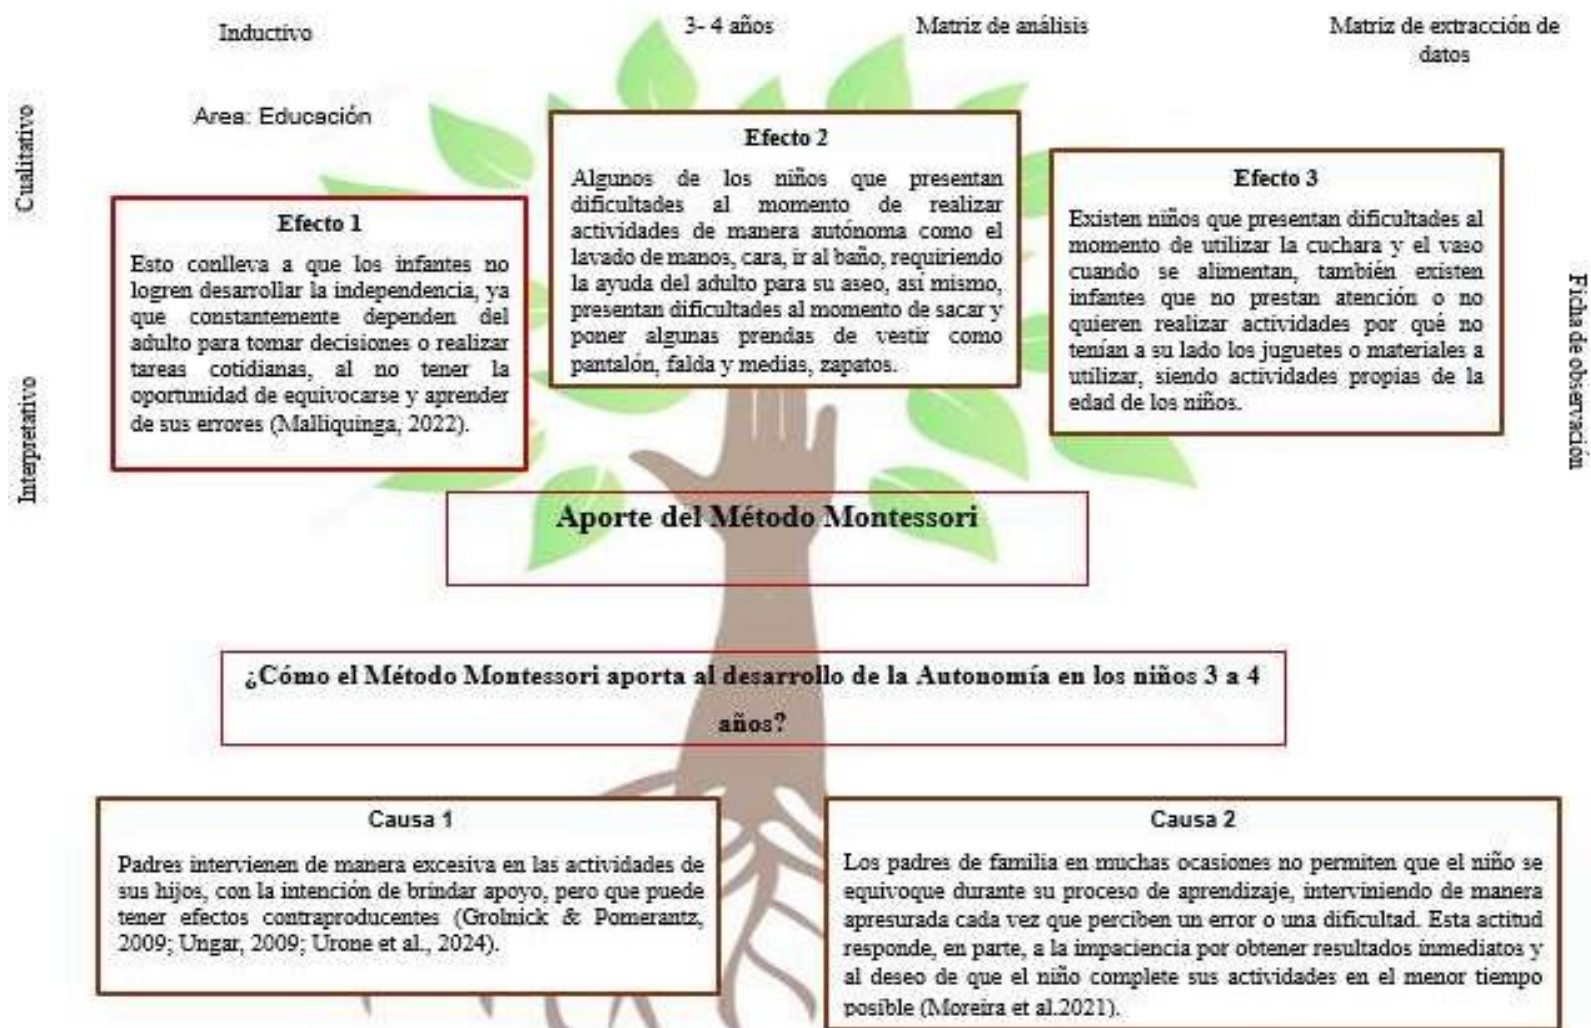 Inductivo
3- 4 años
Matriz de análisis
Matriz de extracción de
datos
Area: Educación
Cualitativo
Interpretativo
Efecto 1
Esto conlleva a que los infantes no
logren desarrollar la independencia, ya
que constantemente dependen del
adulto para tomar decisiones o realizar
tareas cotidianas, al no tener la
oportunidad de equivocarse y aprender
de sus errores (Malliquinga, 2022).
Efecto 2
Algunos de los niños que presentan
dificultades al momento de realizar
actividades de manera autónoma como el
lavado de manos, cara, ir al baño, requiriendo
la ayuda del adulto para su aseo, así mismo,
presentan dificultades al momento de sacar y
poner algunas prendas de vestir como
pantalón, falda y medias, zapatos.
Efecto 3
Existen niños que presentan dificultades al
momento de utilizar la cuchara y el vaso
cuando se alimentan, también existen
infantes que no prestan atención o no
quieren realizar actividades por qué no
tenían a su lado los juguetes o materiales a
utilizar, siendo actividades propias de la
edad de los niños.
Ficha de observación
Aporte del Método Montessori
¿Cómo el Método Montessori aporta al desarrollo de la Autonomía en los niños 3 a 4
años?
Causa 1
Padres intervienen de manera excesiva en las actividades de
sus hijos, con la intención de brindar apoyo, pero que puede
tener efectos contraproducentes (Grolnick & Pomerantz,
2009; Ungar, 2009; Urone et al., 2024).
Causa 2
Los padres de familia en muchas ocasiones no permiten que el niño se
equivoque durante su proceso de aprendizaje, interviniendo de manera
apresurada cada vez que perciben un error o una dificultad. Esta actitud
responde, en parte, a la impaciencia por obtener resultados inmediatos y
al deseo de que el niño complete sus actividades en el menor tiempo
posible (Moreira et al.2021).